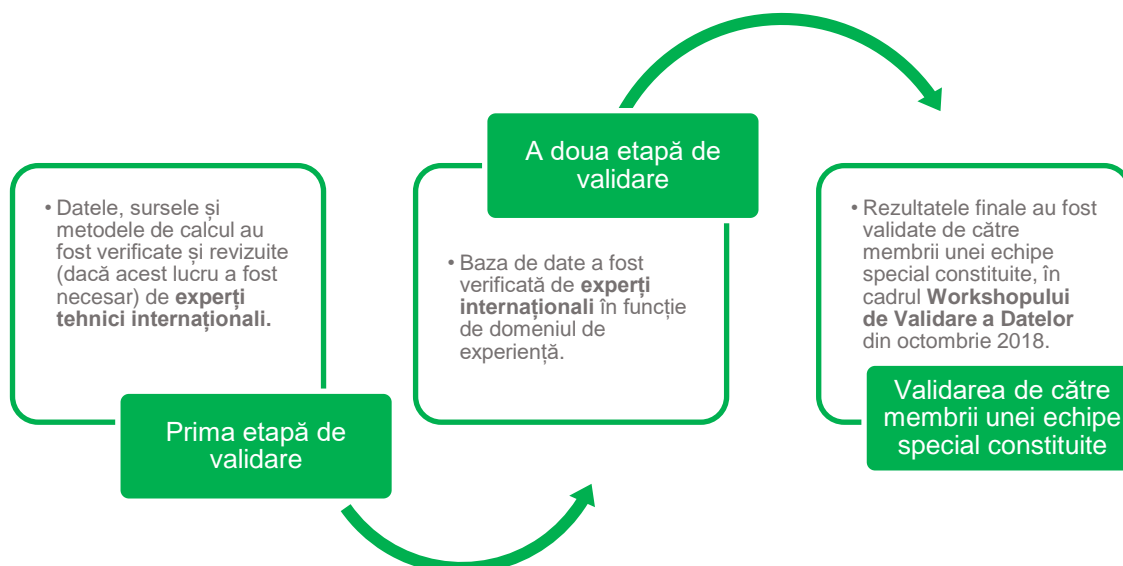 • Datele, sursele și
metodele de calcul au
fost verificate și revizuite
(dacă acest lucru a fost
necesar) de experți
tehnici internaționali.
Prima etapă de
validare
A doua etapă de
validare
• Baza de date a fost
verificată de experți
internaționali în funcție
de domeniul de
experiență.
• Rezultatele finale au fost
validate de către
membrii unei echipe
special constituite, în
cadrul Workshopului
de Validare a Datelor
din octombrie 2018.
Validarea de către
membrii unei echipe
special constituite